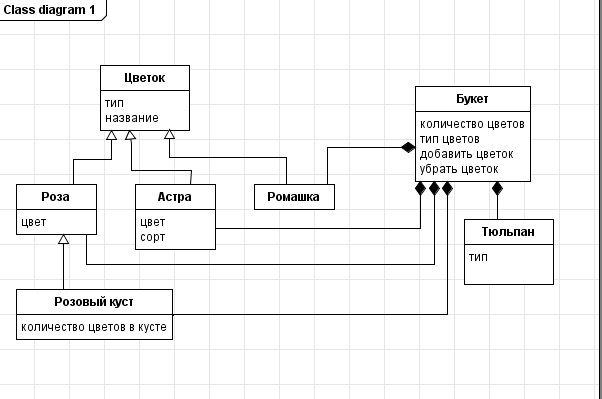 Class diagram 1
Цветок
тип
название
Букет
количество цветов
тип цветов
добавить цветок
убрать цветок
Роза
цвет
Астра
цвет
сорт
Ромашка
Тюльпан
тип
Розовый куст
количество цветов в кусте